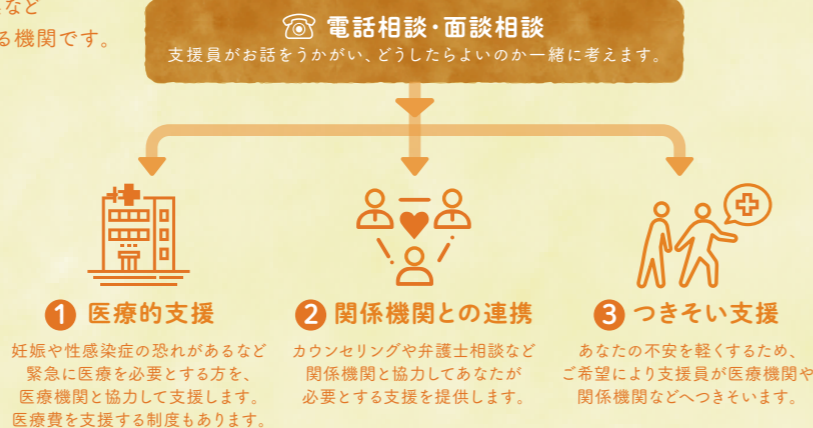 など
る機関です。
電話相談・面談相談
支援員がお話をうかがい、どうしたらよいのか一緒に考えます。
1 医療的支援
妊娠や性感染症の恐れがあるなど
緊急に医療を必要とする方を、
医療機関と協力して支援します。
医療費を支援する制度もあります。
2 関係機関との連携
カウンセリングや弁護士相談など
関係機関と協力してあなたが
必要とする支援を提供します。
3 つきそい支援
あなたの不安を軽くするため、
ご希望により支援員が医療機関や
関係機関などへつきそいます。